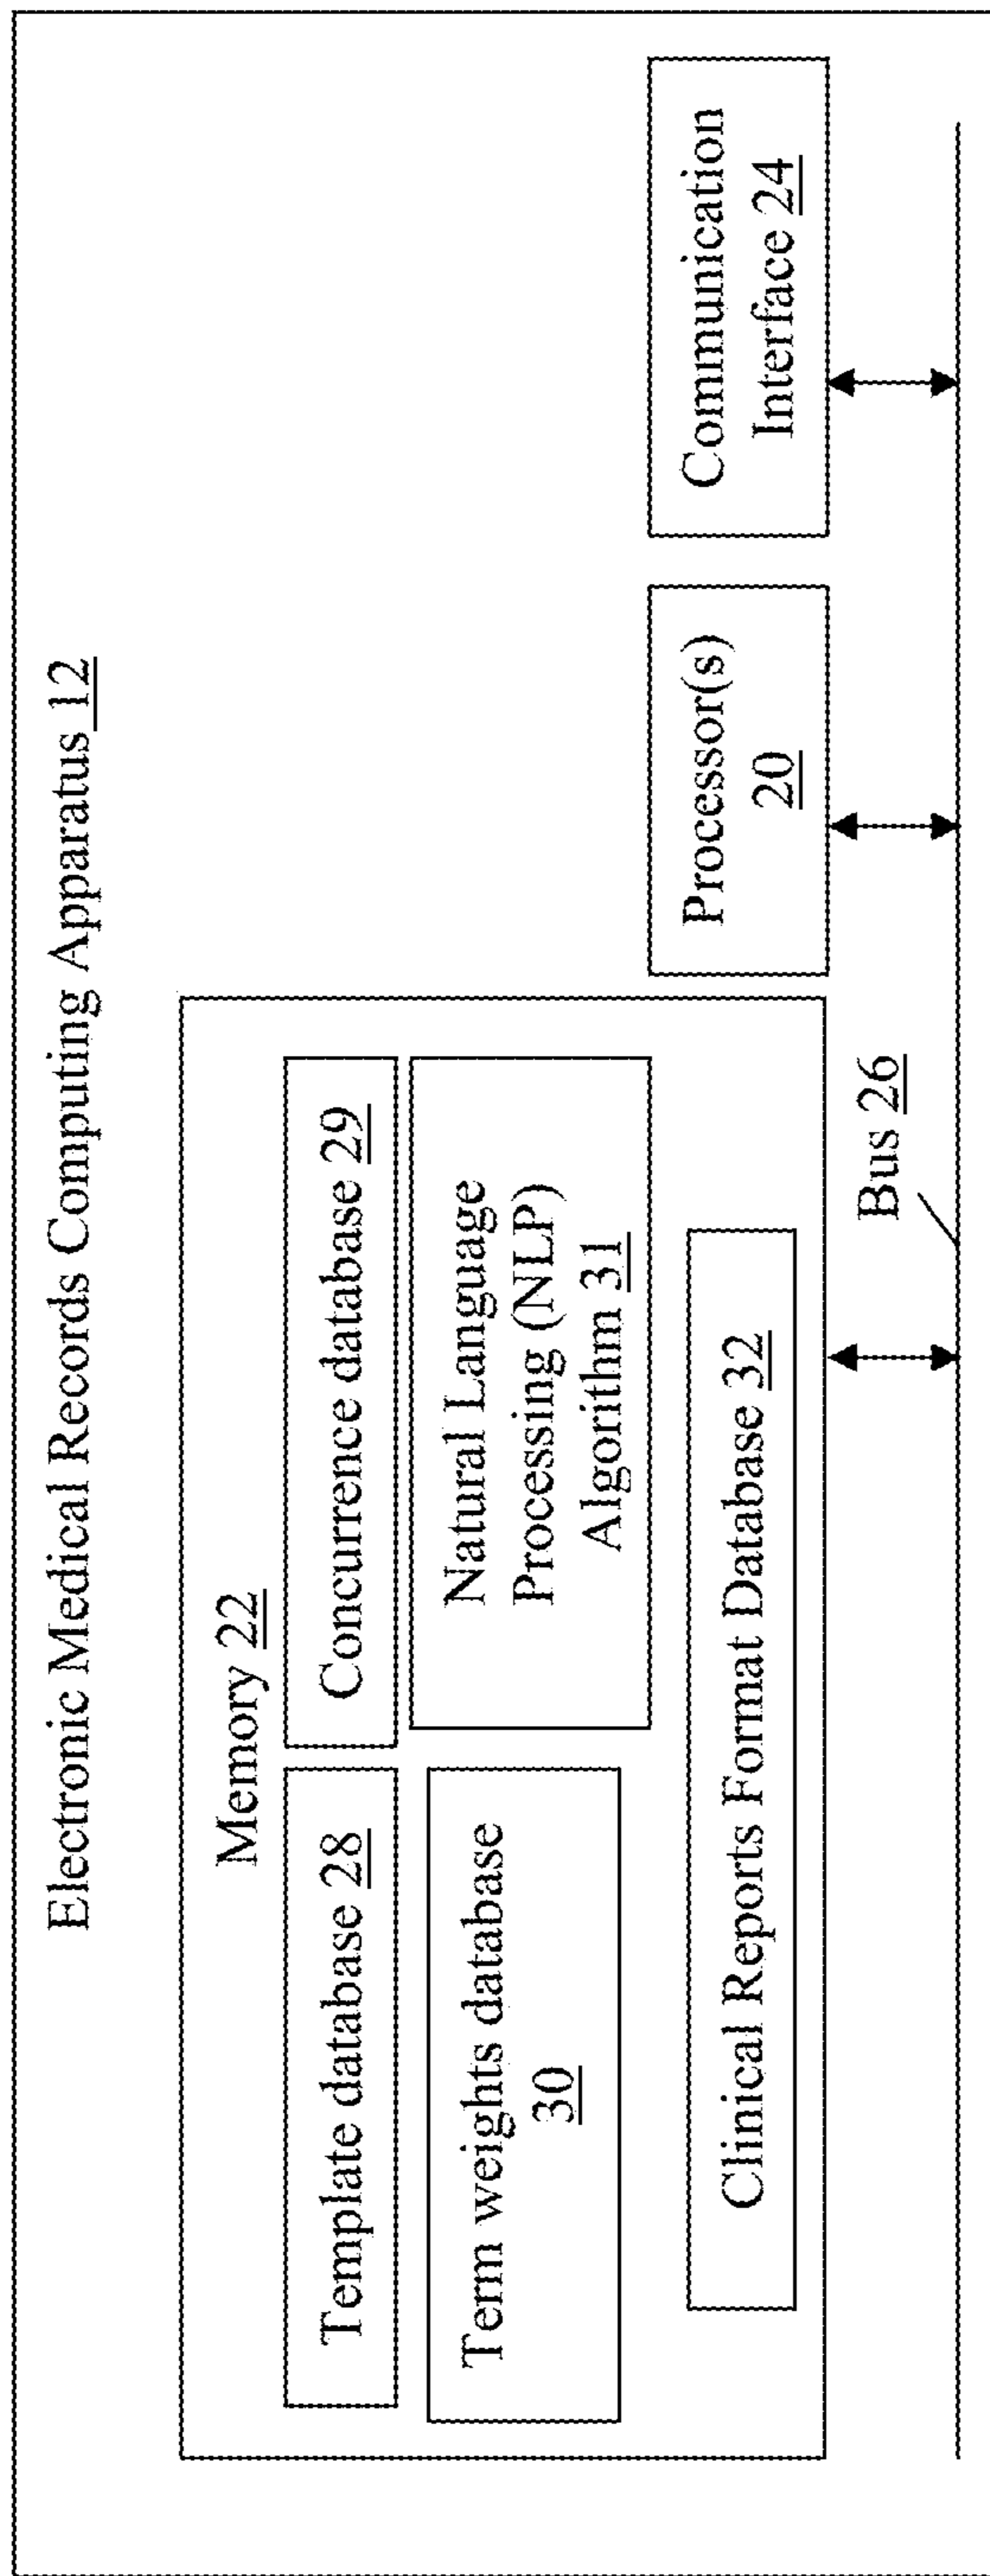 Electronic Medical Records Computing Apparatus 12
Memory 22
Template database 28
Concurrence database 29
Term weights database
30
Natural Language
Processing (NLP)
Algorithm 31
Clinical Reports Format Database 32
Processor(s)
20
Communication
Interface 24
Bus 26